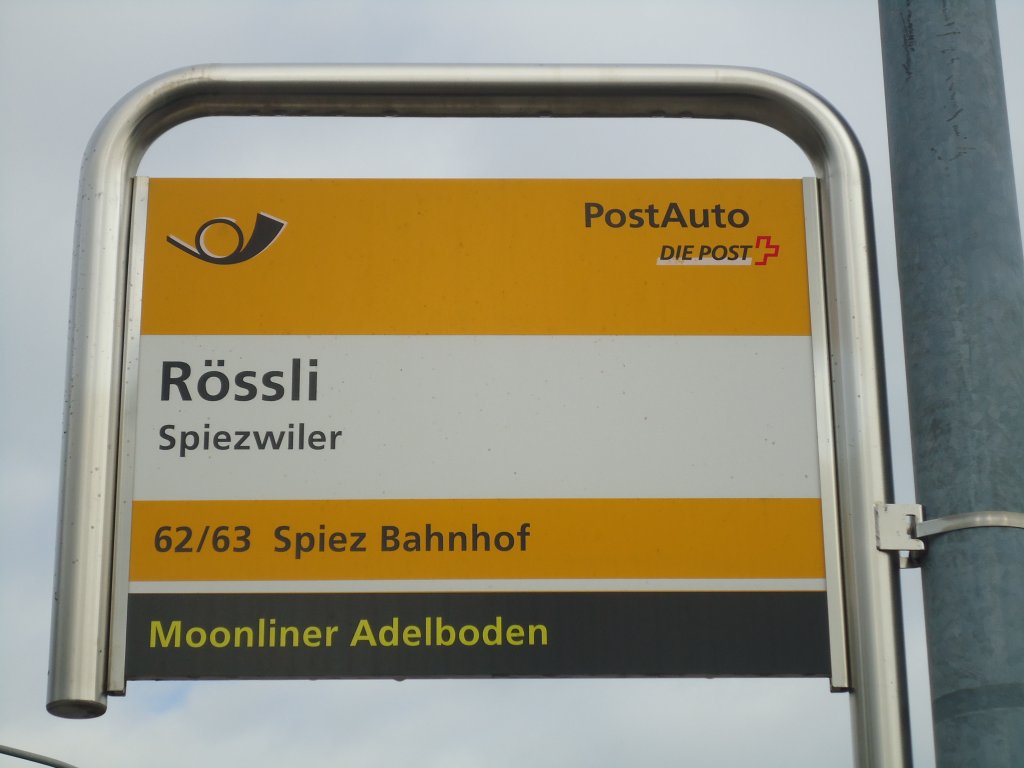 PostAuto
DIE POST
Rössli
Spiezwiler
62/63 Spiez Bahnhof
Moonliner Adelboden